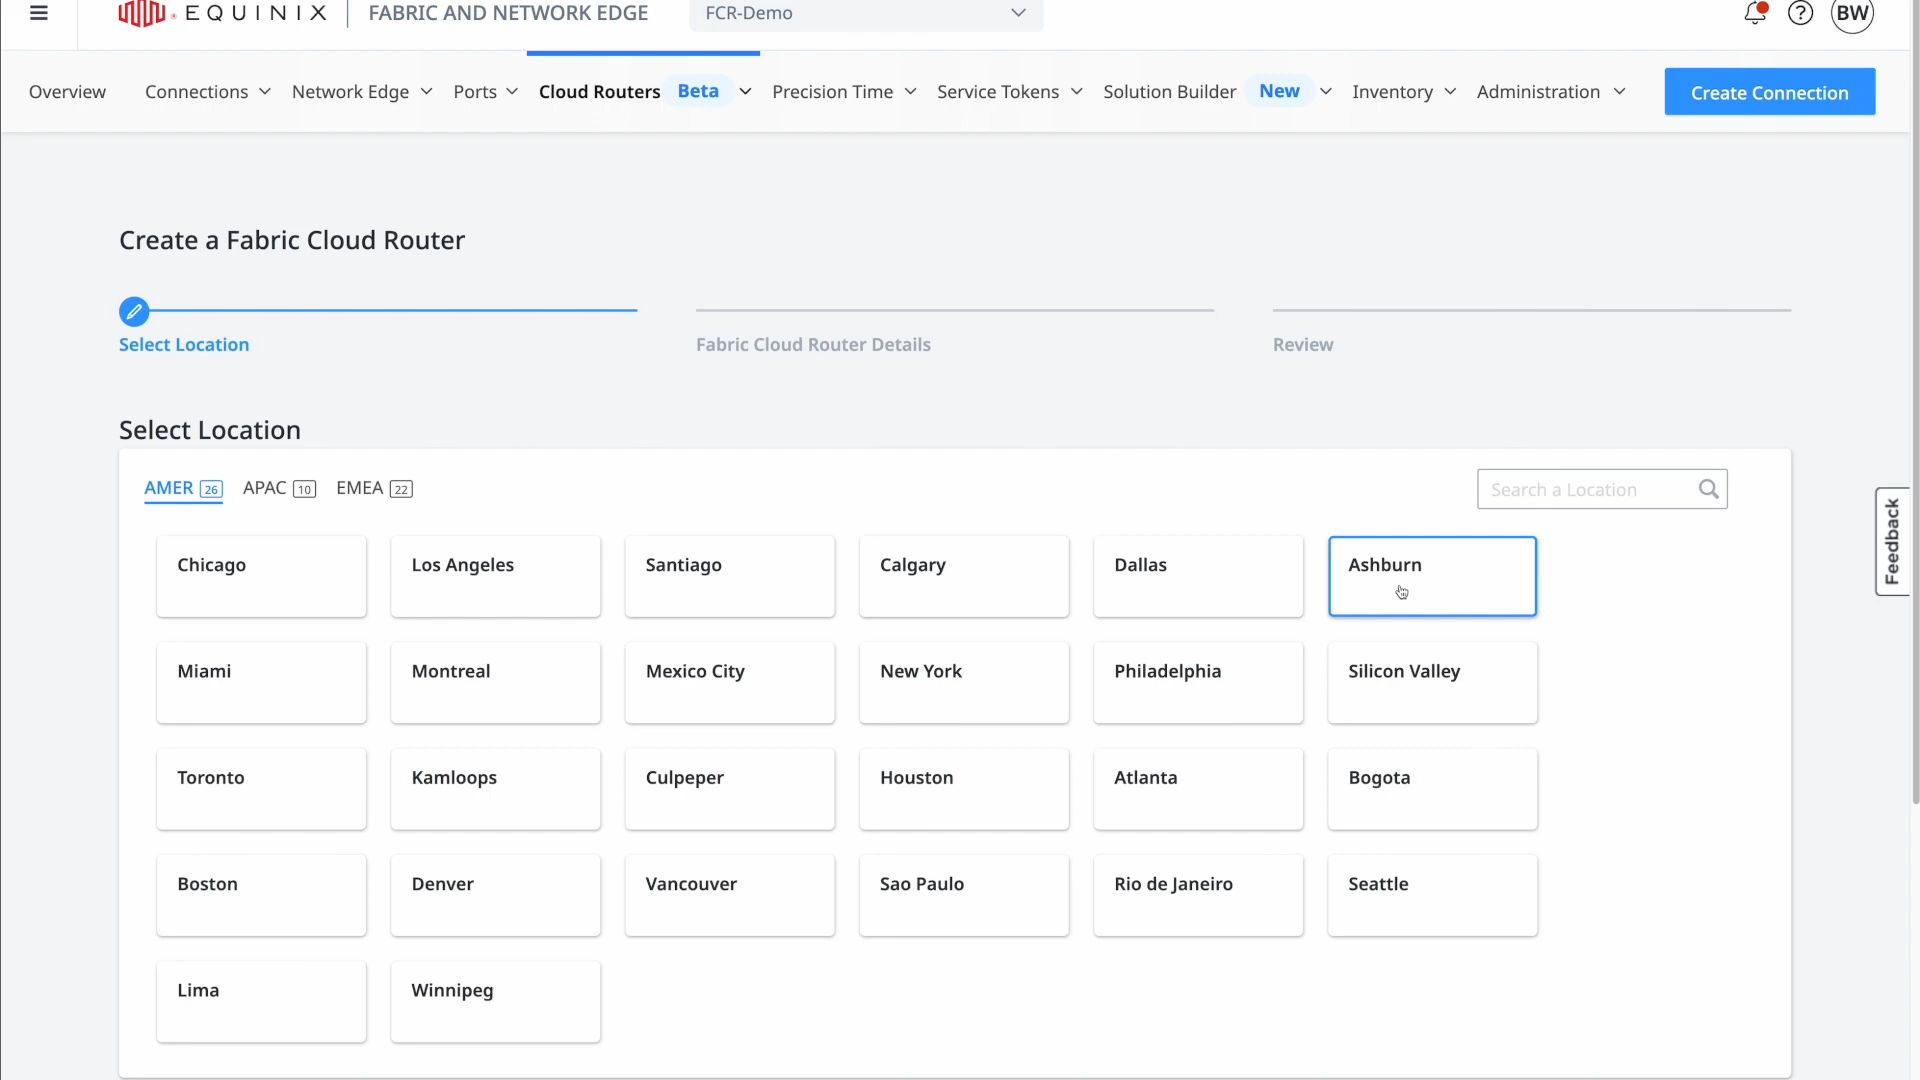 EQUINIX FABRIC AND NETWORK EDGE FCR-Demo BW
Overview Connections Network Edge Ports Cloud Routers Beta Precision Time Service Tokens Solution Builder New Inventory Administration Create Connection
Create a Fabric Cloud Router
Select Location Fabric Cloud Router Details Review
Select Location
AMER 26 APAC 10 EMEA 22 Search a Location
Feedback
Chicago Los Angeles Santiago Calgary Dallas Ashburn
Miami Montreal Mexico City New York Philadelphia Silicon Valley
Toronto Kamloops Culpeper Houston Atlanta Bogota
Boston Denver Vancouver Sao Paulo Rio de Janeiro Seattle
Lima Winnipeg